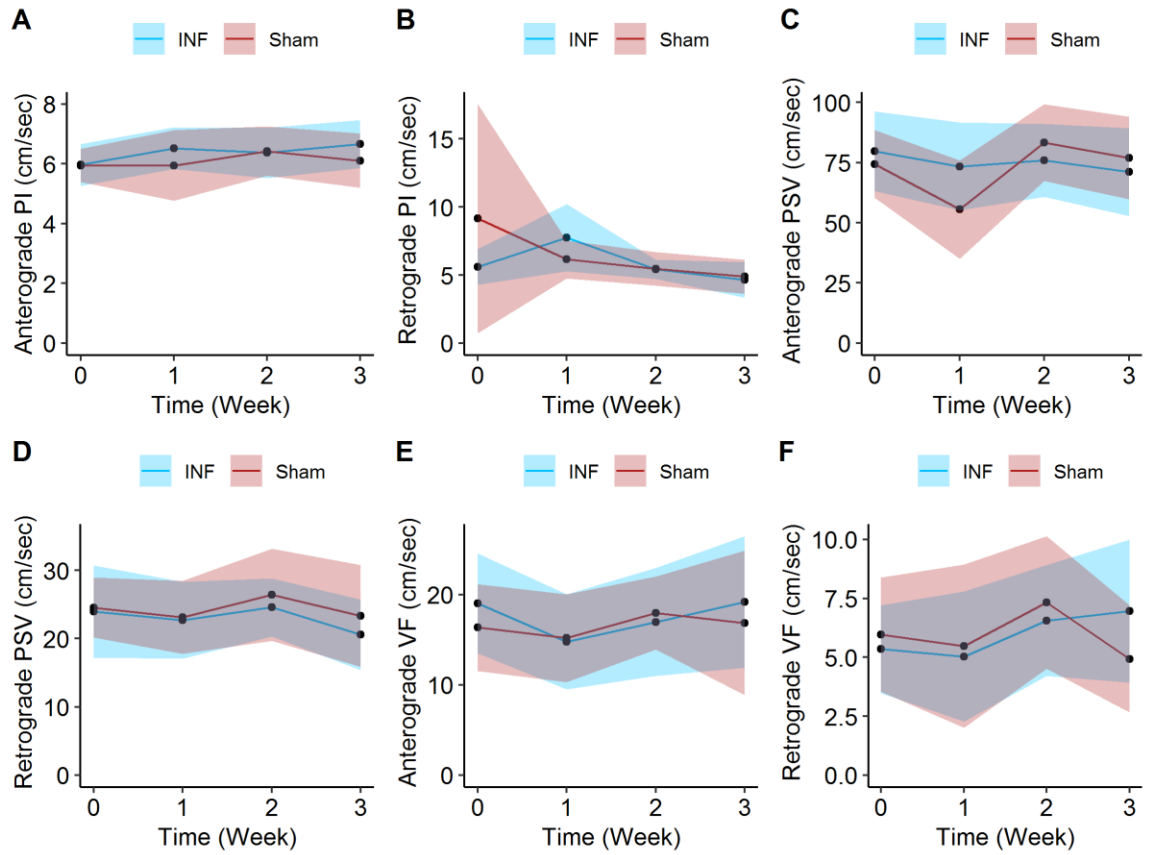 A
INF Sham
Anterograde PI (cm/sec)
8
6
4
2
0
0 1 2 3
Time (Week)
B
INF Sham
Retrograde PI (cm/sec)
15
10
5
0
0 1 2 3
Time (Week)
C
INF Sham
Anterograde PSV (cm/sec)
100
75
50
25
0
0 1 2 3
Time (Week)
D
INF Sham
Retrograde PSV (cm/sec)
30
20
10
0
0 1 2 3
Time (Week)
E
INF Sham
Anterograde VF (cm/sec)
20
10
0
0 1 2 3
Time (Week)
F
INF Sham
Retrograde VF (cm/sec)
10.0
7.5
5.0
2.5
0.0
0 1 2 3
Time (Week)